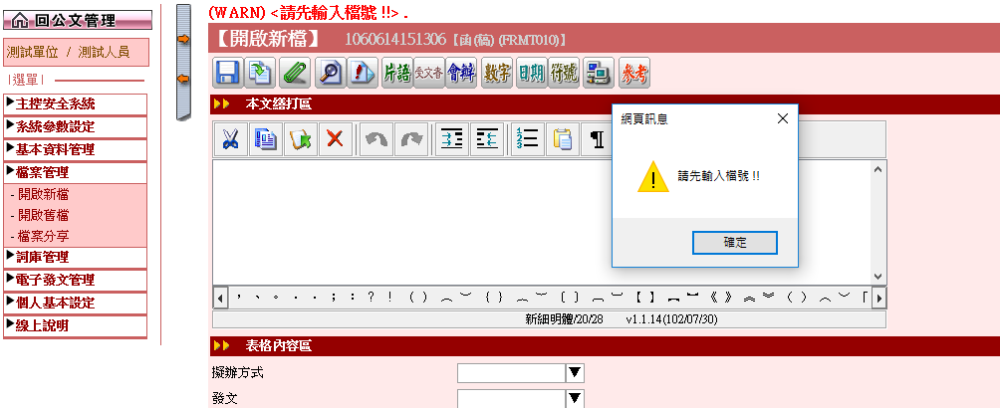 回公文管理
測試單位 / 測試人員
|選單|
主控安全系統
系統參數設定
基本資料管理
檔案管理
- 開啟新檔
- 開啟舊檔
- 檔案分享
詞庫管理
電子發文管理
個人基本設定
線上說明
(WARN) <請先輸入檔號 !!> .
【開啟新檔】 1060614151306【函(稿) (FRMT010)】
片語 受文者 會辦 數字 日期 符號 參考
本文繕打區
網頁訊息
請先輸入檔號 !!
確定
， 、 。 . · ； ： ？ ！ （ ） ︵ ︶ ｛ ｝ ︷ ︸ 〔 〕 ︹ ︺ 【 】 ︻ ︼ 《 》 ︽ ︾ 〈 〉 ︿ ﹀ 「
新細明體/20/28 v1.1.14(102/07/30)
表格內容區
擬辦方式
發文